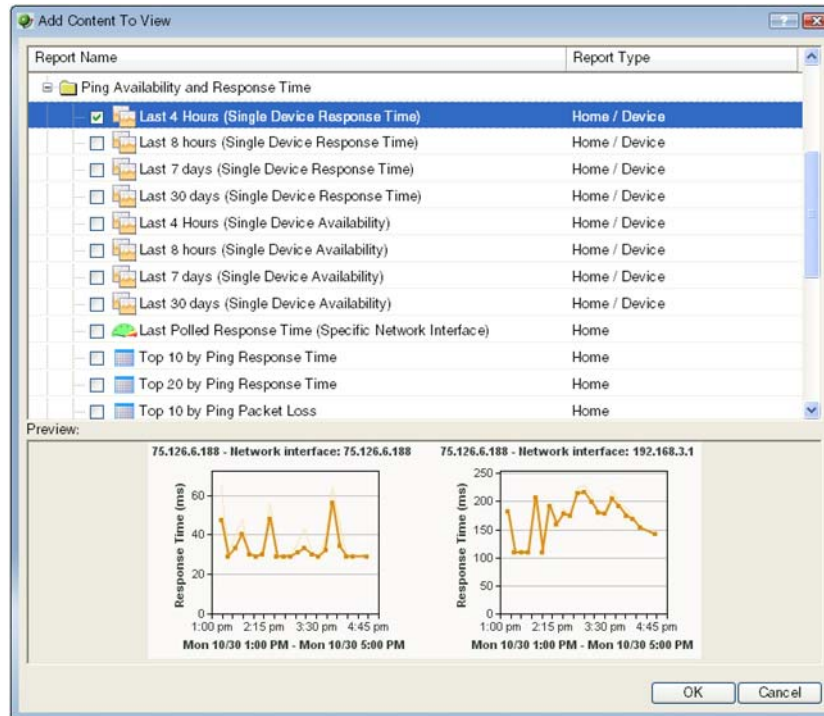 Add Content To View
Report Name Report Type
Ping Availability and Response Time
Last 4 Hours (Single Device Response Time) Home / Device
Last 8 hours (Single Device Response Time) Home / Device
Last 7 days (Single Device Response Time) Home / Device
Last 30 days (Single Device Response Time) Home / Device
Last 4 Hours (Single Device Availability) Home / Device
Last 8 hours (Single Device Availability) Home / Device
Last 7 days (Single Device Availability) Home / Device
Last 30 days (Single Device Availability) Home / Device
Last Polled Response Time (Specific Network Interface) Home
Top 10 by Ping Response Time Home
Top 20 by Ping Response Time Home
Top 10 by Ping Packet Loss Home
Preview:
75.126.6.188 - Network interface: 75.126.6.188
Response Time (ms)
60
40
20
0
1:00 pm 2:15 pm 3:30 pm 4:45 pm
Mon 10/30 1:00 PM - Mon 10/30 5:00 PM
75.126.6.188 - Network interface: 192.168.3.1
Response Time (ms)
250
200
150
100
50
0
1:00 pm 2:15 pm 3:30 pm 4:45 pm
Mon 10/30 1:00 PM - Mon 10/30 5:00 PM
OK Cancel